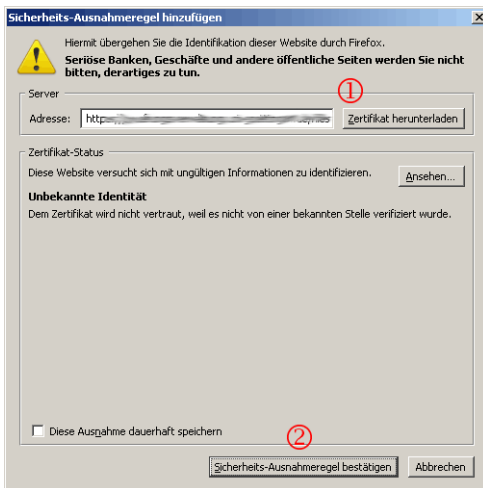 Sicherheits-Ausnahmeregel hinzufügen
Hiermit übergehen Sie die Identifikation dieser Website durch Firefox.
Seriöse Banken, Geschäfte und andere öffentliche Seiten werden Sie nicht
bitten, derartiges zu tun.
①
Server
Adresse: http Zertifikat herunterladen
Zertifikat-Status
Diese Website versucht sich mit ungültigen Informationen zu identifizieren. Ansehen...
Unbekannte Identität
Dem Zertifikat wird nicht vertraut, weil es nicht von einer bekannten Stelle verifiziert wurde.
Diese Ausnahme dauerhaft speichern
②
Sicherheits-Ausnahmeregel bestätigen Abbrechen